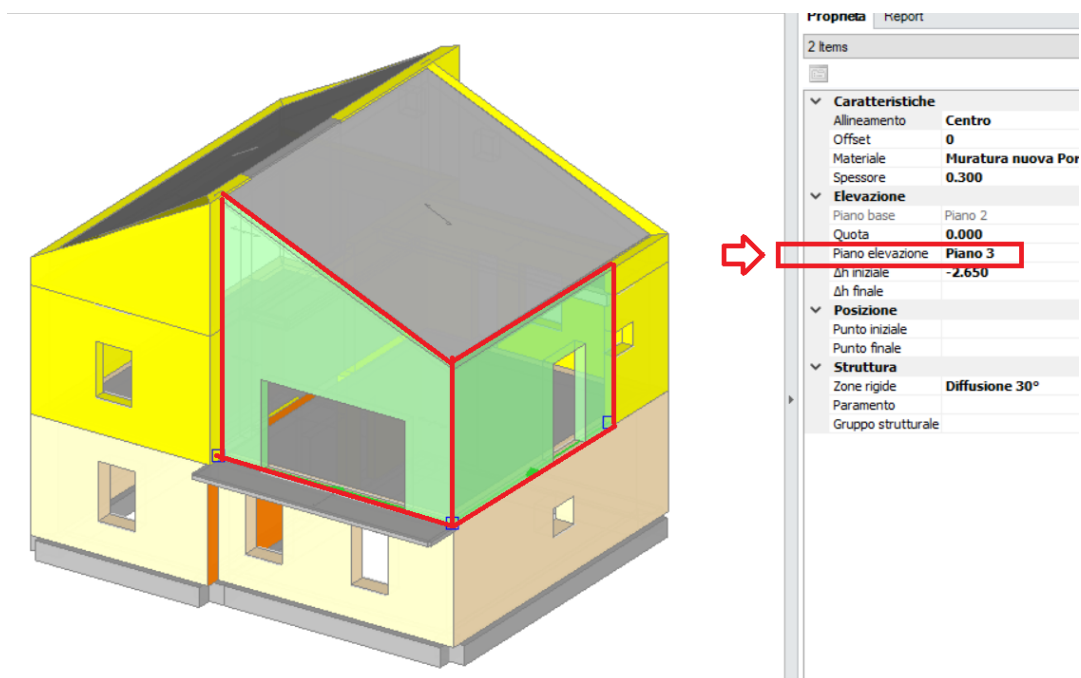 Proprietà Report
2 Items
Caratteristiche
Allineamento Centro
Offset 0
Materiale Muratura nuova Por
Spessore 0.300
Elevazione
Piano base Piano 2
Quota 0.000
Piano elevazione Piano 3
Δh iniziale -2.650
Δh finale
Posizione
Punto iniziale
Punto finale
Struttura
Zone rigide Diffusione 30°
Paramento
Gruppo strutturale